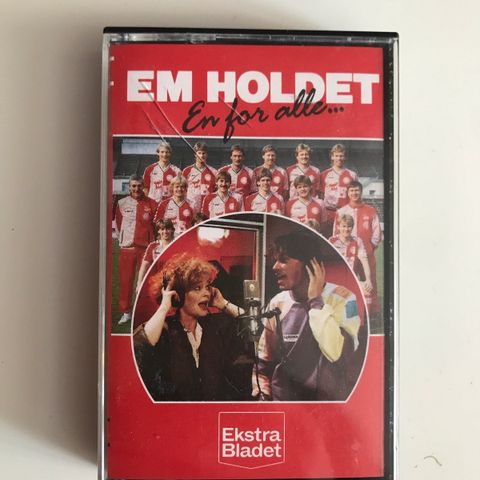 EM HOLDET
En for alle...
Ekstra
Bladet